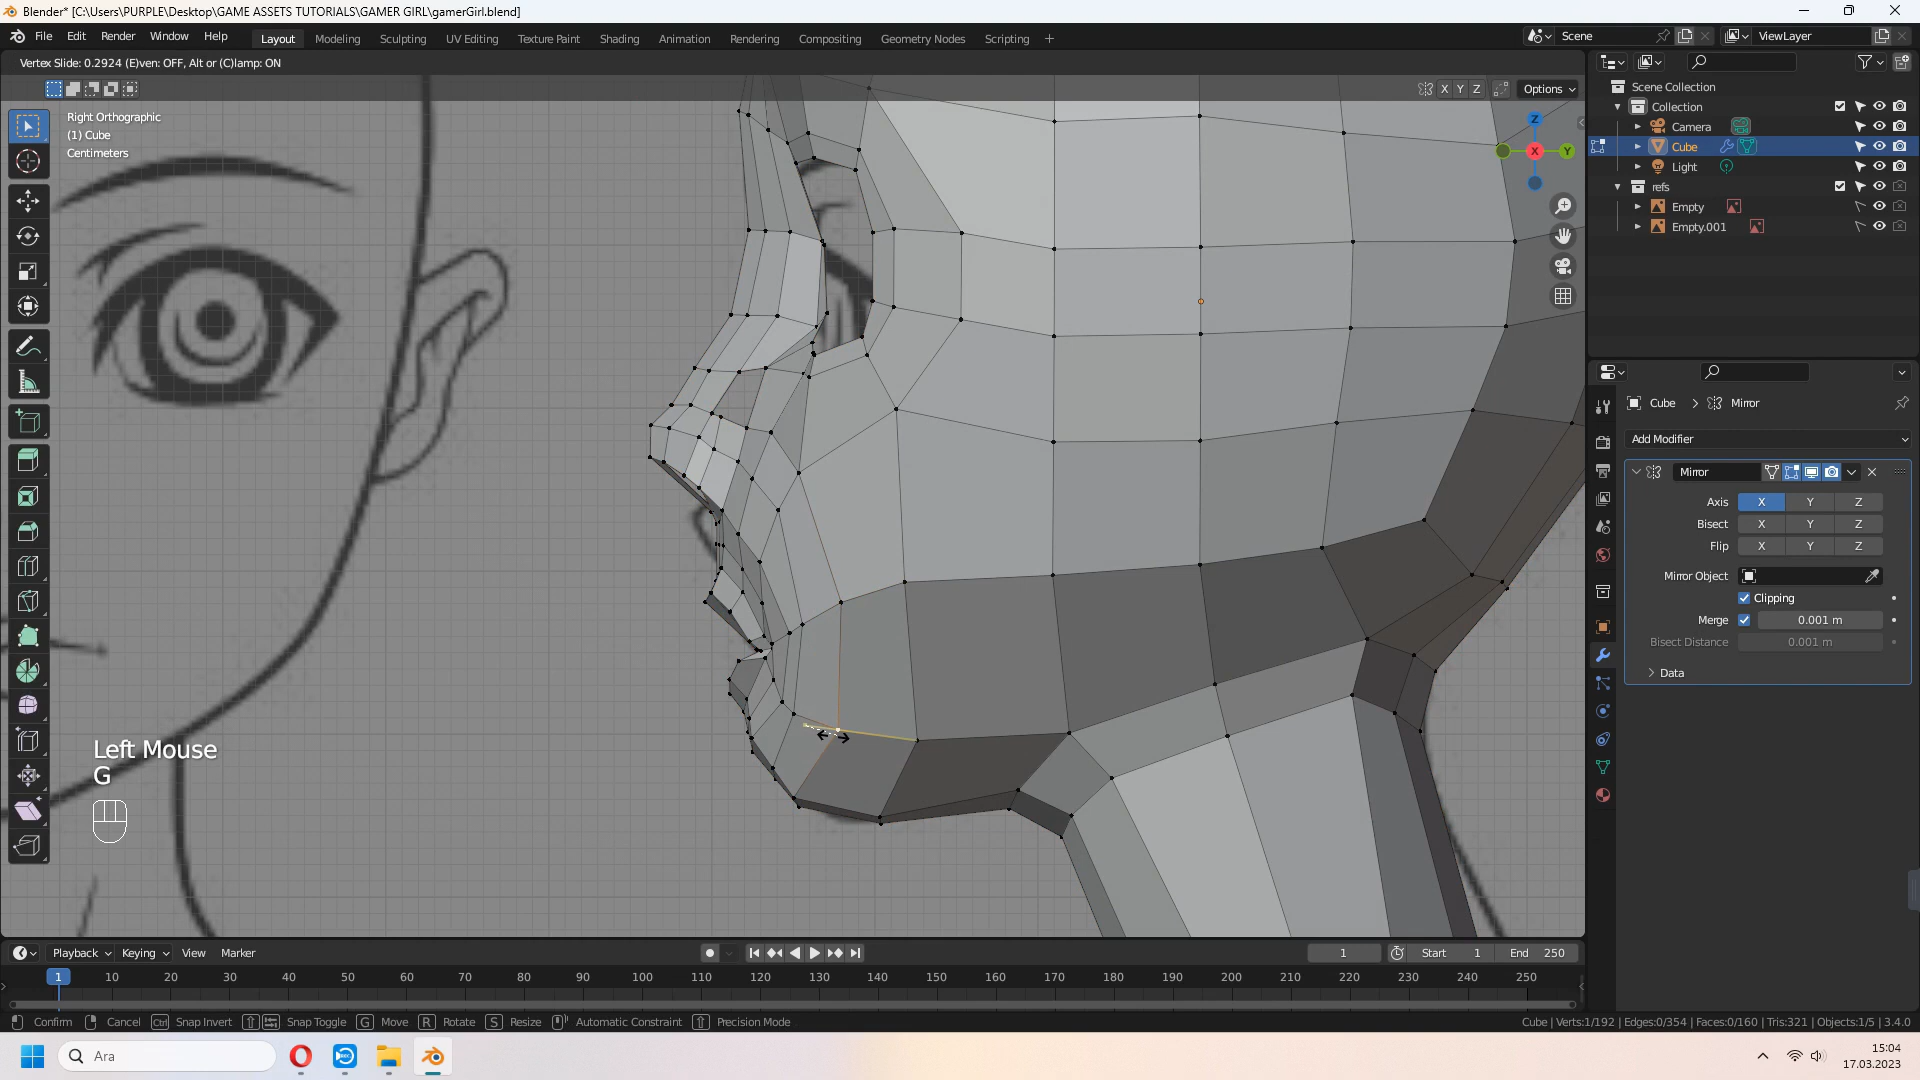 Blender* [C:\Users\PURPLE\Desktop\GAME ASSETS TUTORIALS\GAMER GIRL\gamerGirl.blend]
File Edit Render Window Help Layout Modeling Sculpting UV Editing Texture Paint Shading Animation Rendering Compositing Geometry Nodes Scripting + Scene ViewLayer
Vertex Slide: 0.2924 (E)ven: OFF, Alt or (C)lamp: ON
X Y Z Options
Right Orthographic
(1) Cube
Centimeters
Z
X
Y
Scene Collection
Collection
Camera
Cube
Light
refs
Empty
Empty.001
Cube > Mirror
Add Modifier
Mirror
Axis X Y Z
Bisect X Y Z
Flip X Y Z
Mirror Object
Clipping
Merge 0.001 m
Bisect Distance 0.001 m
Data
Left Mouse
G
Playback Keying View Marker 1 Start 1 End 250
1 10 20 30 40 50 60 70 80 90 100 110 120 130 140 150 160 170 180 190 200 210 220 230 240 250
Confirm Cancel Ctrl Snap Invert Snap Toggle G Move R Rotate S Resize Automatic Constraint Precision Mode Cube | Verts:1/192 | Edges:0/354 | Faces:0/160 | Tris:321 | Objects:1/5 | 3.4.0
Ara
15:04
17.03.2023